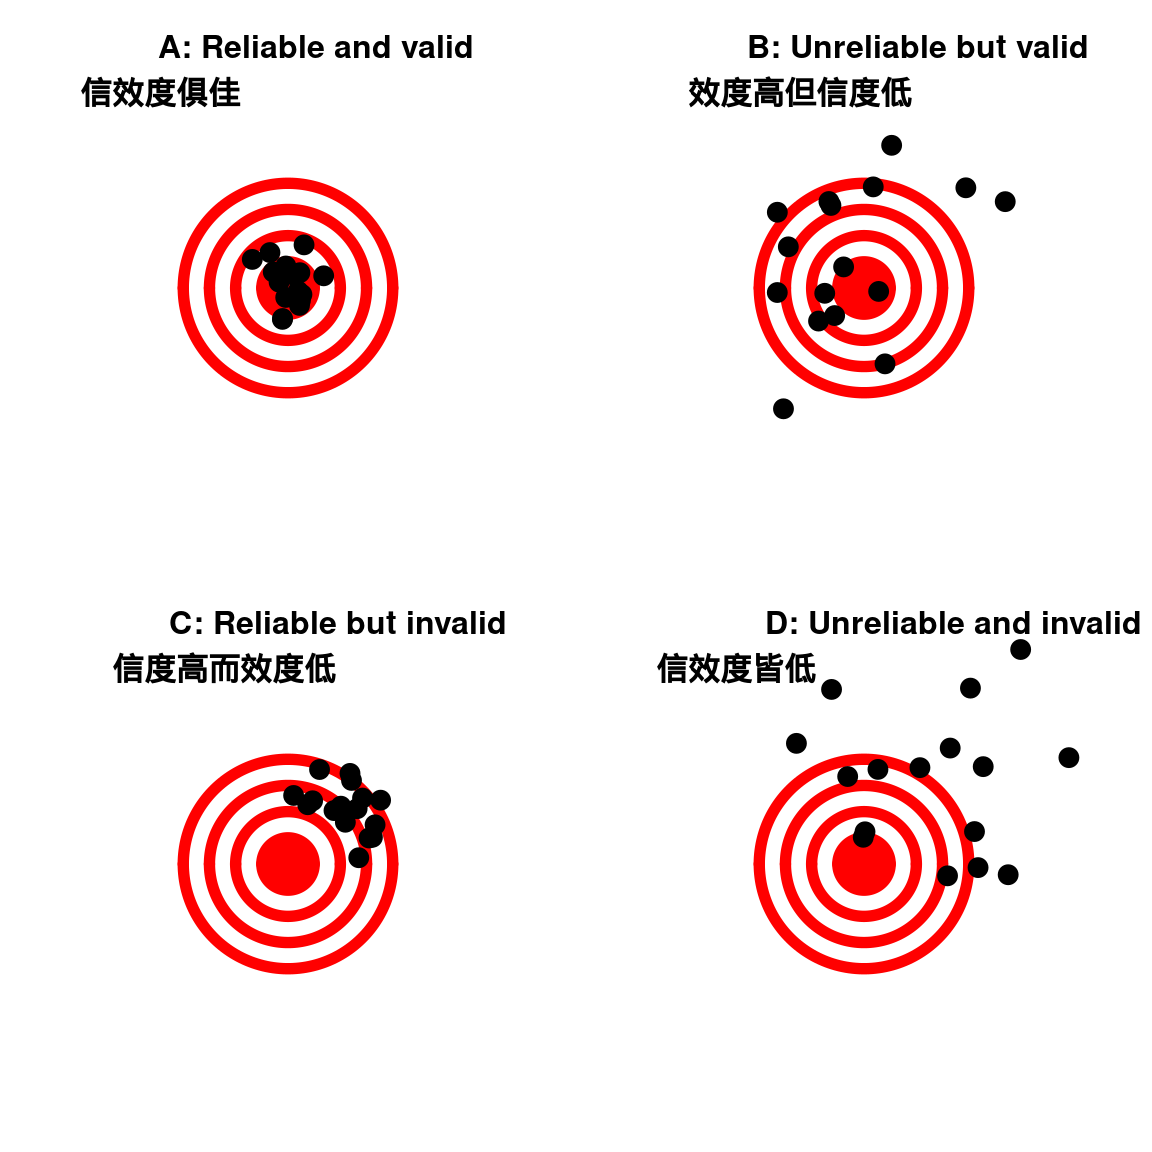 A: Reliable and valid
信效度俱佳
B: Unreliable but valid
效度高但信度低
C: Reliable but invalid
信度高而效度低
D: Unreliable and invalid
信效度皆低